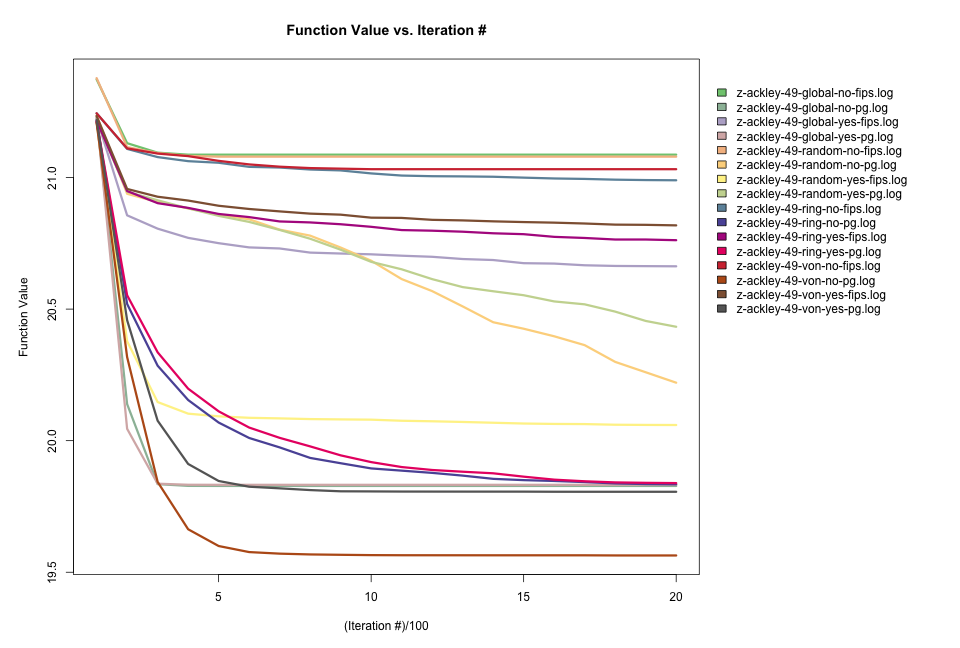 Function Value vs. Iteration #
21.0
20.5
20.0
19.5
Function Value
5
10
15
20
(Iteration #)/100
z-ackley-49-global-no-fips.log
z-ackley-49-global-no-pg.log
z-ackley-49-global-yes-fips.log
z-ackley-49-global-yes-pg.log
z-ackley-49-random-no-fips.log
z-ackley-49-random-no-pg.log
z-ackley-49-random-yes-fips.log
z-ackley-49-random-yes-pg.log
z-ackley-49-ring-no-fips.log
z-ackley-49-ring-no-pg.log
z-ackley-49-ring-yes-fips.log
z-ackley-49-ring-yes-pg.log
z-ackley-49-von-no-fips.log
z-ackley-49-von-no-pg.log
z-ackley-49-von-yes-fips.log
z-ackley-49-von-yes-pg.log